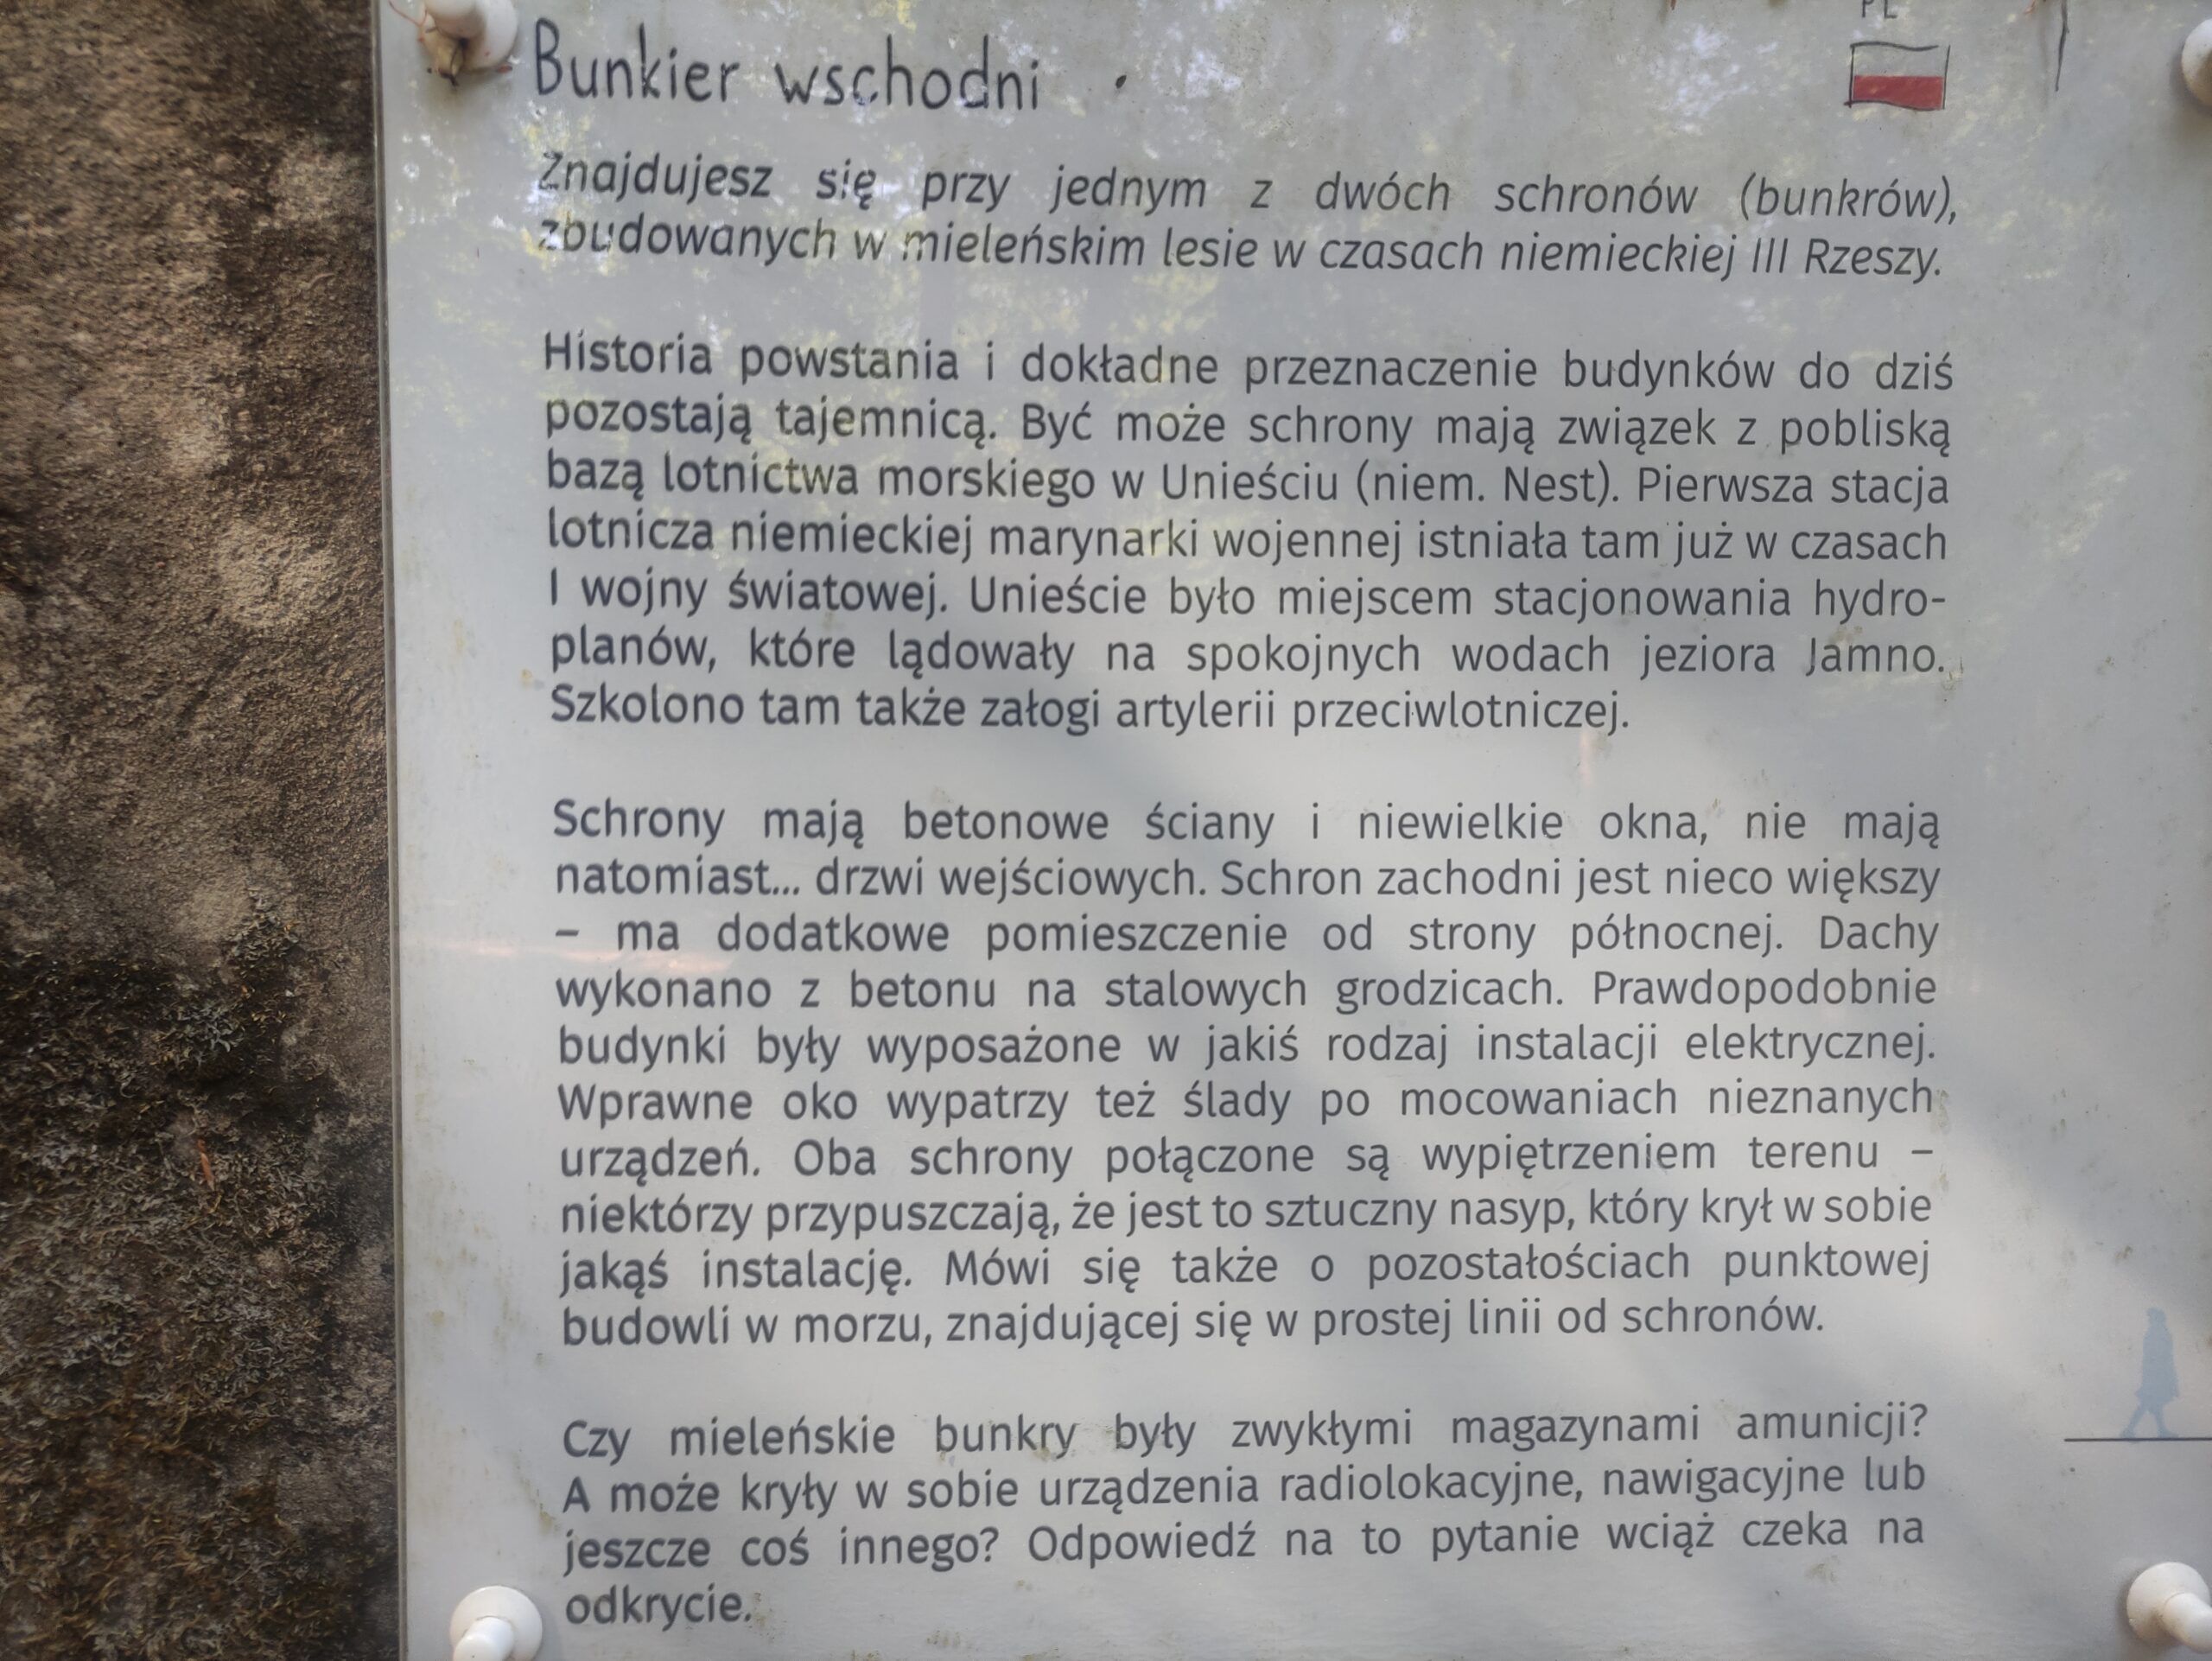 PL
Bunkier wschodni
Znajdujesz się przy jednym z dwóch schronów (bunkrów),
zbudowanych w mieleńskim lesie w czasach niemieckiej III Rzeszy.
Historia powstania i dokładne przeznaczenie budynków do dziś
pozostają tajemnicą. Być może schrony mają związek z pobliską
bazą lotnictwa morskiego w Unieściu (niem. Nest). Pierwsza stacja
lotnicza niemieckiej marynarki wojennej istniała tam już w czasach
I wojny światowej. Unieście było miejscem stacjonowania hydro-
planów, które lądowały na spokojnych wodach jeziora Jamno.
Szkolono tam także załogi artylerii przeciwlotniczej.
Schrony mają betonowe ściany i niewielkie okna, nie mają
natomiast... drzwi wejściowych. Schron zachodni jest nieco większy
– ma dodatkowe pomieszczenie od strony północnej. Dachy
wykonano z betonu na stalowych grodzicach. Prawdopodobnie
budynki były wyposażone w jakiś rodzaj instalacji elektrycznej.
Wprawne oko wypatrzy też ślady po mocowaniach nieznanych
urządzeń. Oba schrony połączone są wypiętrzeniem terenu –
niektórzy przypuszczają, że jest to sztuczny nasyp, który krył w sobie
jakąś instalację. Mówi się także o pozostałościach punktowej
budowli w morzu, znajdującej się w prostej linii od schronów.
Czy mieleńskie bunkry były zwykłymi magazynami amunicji?
A może kryły w sobie urządzenia radiolokacyjne, nawigacyjne lub
jeszcze coś innego? Odpowiedź na to pytanie wciąż czeka na
odkrycie.